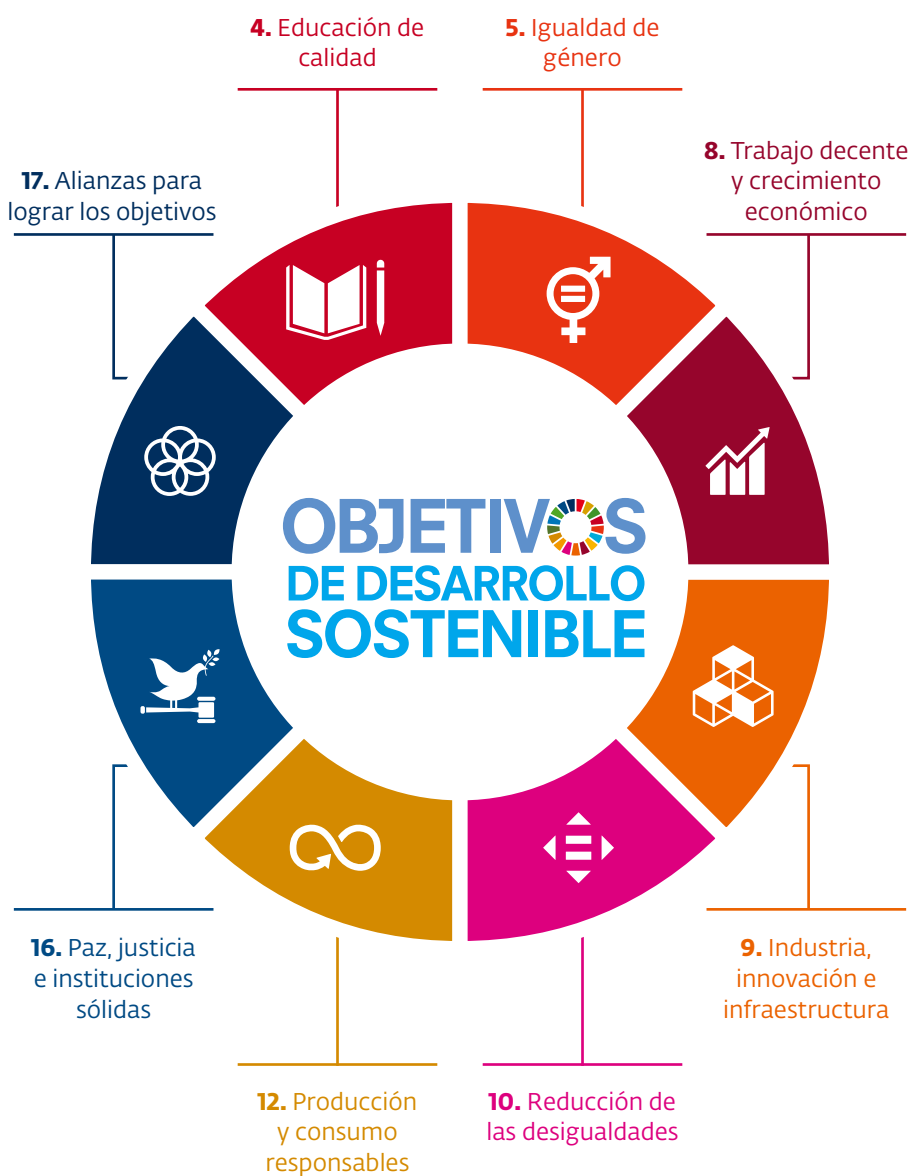 4. Educación de
calidad
5. Igualdad de
género
17. Alianzas para
lograr los objetivos
8. Trabajo decente
y crecimiento
económico
OBJETIVOS
DE DESARROLLO
SOSTENIBLE
16. Paz, justicia
e instituciones
sólidas
9. Industria,
innovación e
infraestructura
12. Producción
y consumo
responsables
10. Reducción de
las desigualdades